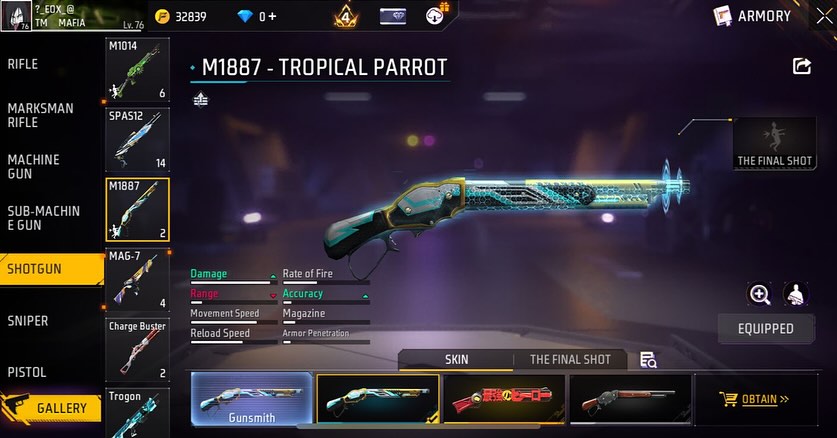 ?_EOX_@
TM MAFIA
Lv. 76
76
32839
0 +
4
ARMORY
RIFLE
MARKSMAN
RIFLE
MACHINE
GUN
SUB-MACHIN
E GUN
SHOTGUN
SNIPER
PISTOL
GALLERY
M1014
6
SPAS12
14
M1887
2
MAG-7
4
Charge Buster
2
Trogon
M1887 - TROPICAL PARROT
THE FINAL SHOT
Damage
Rate of Fire
Range
Accuracy
Movement Speed
Magazine
Reload Speed
Armor Penetration
EQUIPPED
SKIN
THE FINAL SHOT
Gunsmith
OBTAIN >>